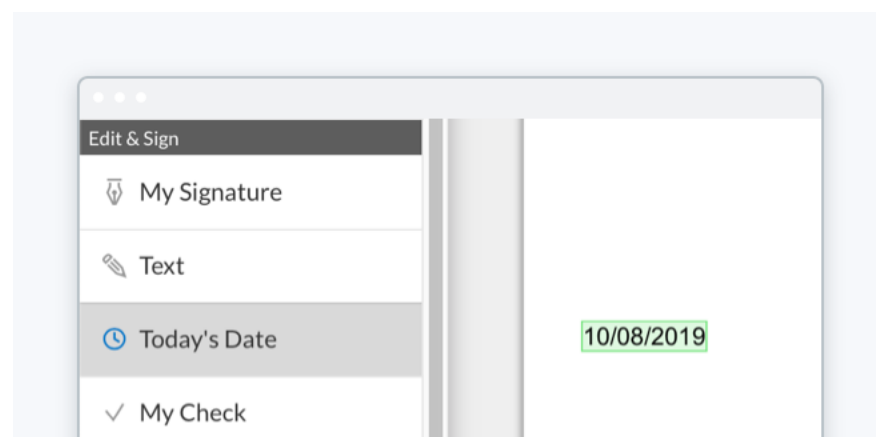 Edit & Sign
My Signature
Text
Today's Date
10/08/2019
My Check